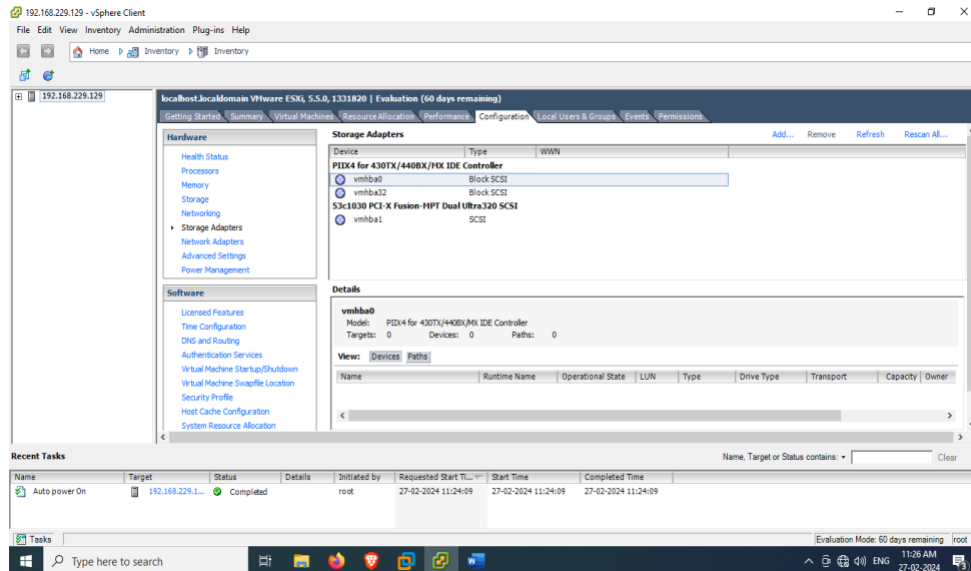 192.168.229.129 - vSphere Client
File Edit View Inventory Administration Plug-ins Help
Home Inventory Inventory
192.168.229.129
localhost.localdomain VMware ESXi, 5.5.0, 1331820 | Evaluation (60 days remaining)
Getting Started Summary Virtual Machines Resource Allocation Performance Configuration Local Users & Groups Events Permissions
Hardware
Health Status
Processors
Memory
Storage
Networking
Storage Adapters
Network Adapters
Advanced Settings
Power Management
Software
Licensed Features
Time Configuration
DNS and Routing
Authentication Services
Virtual Machine Startup/Shutdown
Virtual Machine Swapfile Location
Security Profile
Host Cache Configuration
System Resource Allocation
Storage Adapters Add... Remove Refresh Rescan All...
Device Type WWN
PIIX4 for 430TX/440BX/MX IDE Controller
vmhba0 Block SCSI
vmhba32 Block SCSI
53c1030 PCI-X Fusion-MPT Dual Ultra320 SCSI
vmhba1 SCSI
Details
vmhba0
Model: PIIX4 for 430TX/440BX/MX IDE Controller
Targets: 0 Devices: 0 Paths: 0
View: Devices Paths
Name Runtime Name Operational State LUN Type Drive Type Transport Capacity Owner
Recent Tasks Name, Target or Status contains: Clear
Name Target Status Details Initiated by Requested Start Ti... Start Time Completed Time
Auto power On 192.168.229.1... Completed root 27-02-2024 11:24:09 27-02-2024 11:24:09 27-02-2024 11:24:09
Tasks Evaluation Mode: 60 days remaining root
Type here to search ENG 11:26 AM
27-02-2024 3